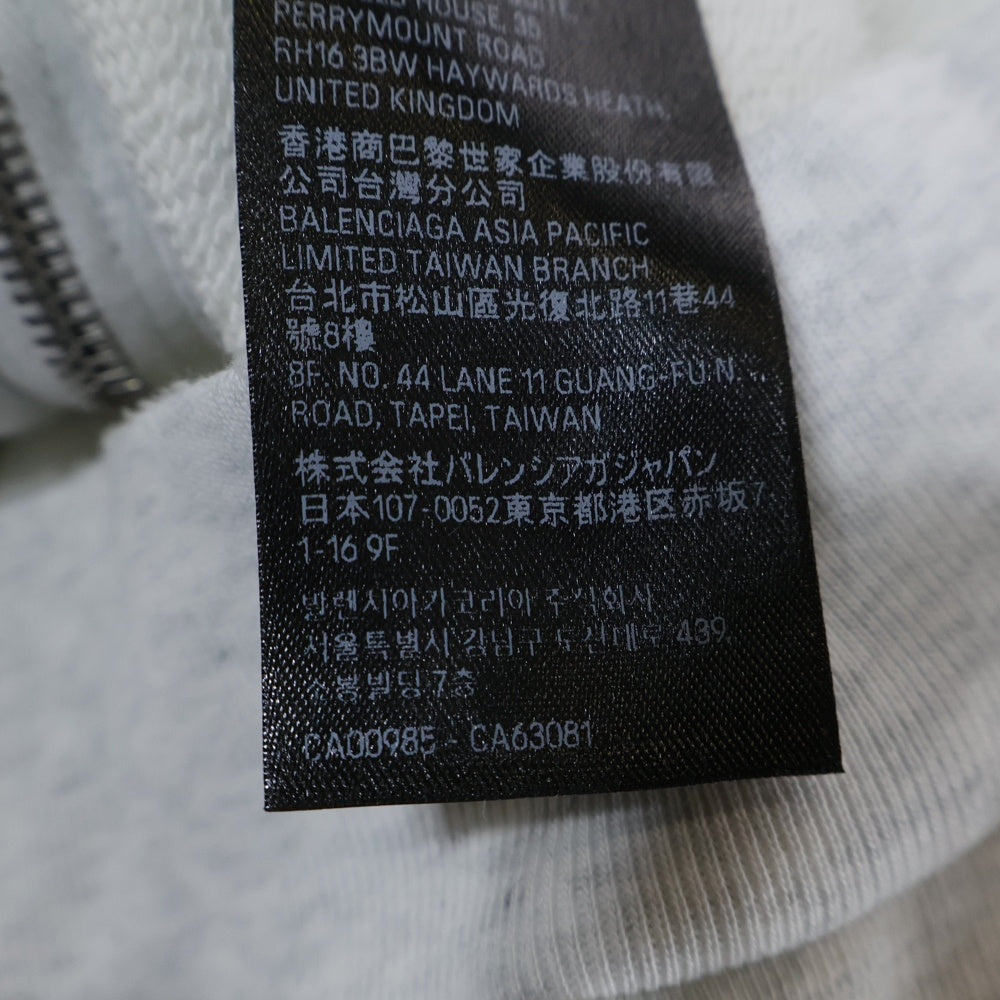 HOUSE, 39
PERRYMOUNT ROAD
RH16 3BW HAYWARDS HEATH,
UNITED KINGDOM
香港商巴黎世家企業股份有限
公司台灣分公司
BALENCIAGA ASIA PACIFIC
LIMITED TAIWAN BRANCH
台北市松山區光復北路11巷44
號8樓
8F. NO. 44 LANE 11 GUANG-FU N.
ROAD, TAPEI, TAIWAN
株式会社バレンシアガジャパン
日本107-0052東京都港区赤坂7-
1-16 9F
발렌시아가코리아 주식회사
서울특별시 강남구 도산대로 439,
소봉빌딩 7층
CA00985 - CA63081